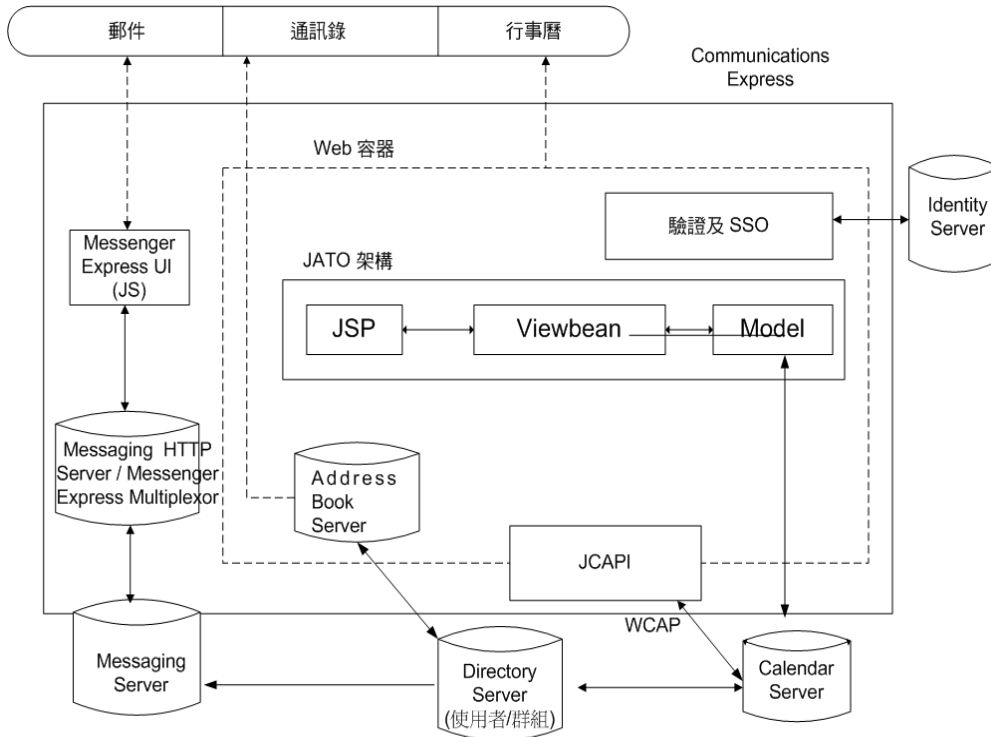 郵件
通訊錄
行事曆
Communications
Express
Web 容器
驗證及 SSO
Identity
Server
Messenger
Express UI
(JS)
JATO 架構
JSP
Viewbean
Model
Messaging HTTP
Server / Messenger
Express Multiplexor
Address
Book
Server
JCAPI
WCAP
Messaging
Server
Directory
Server
(使用者/群組)
Calendar
Server